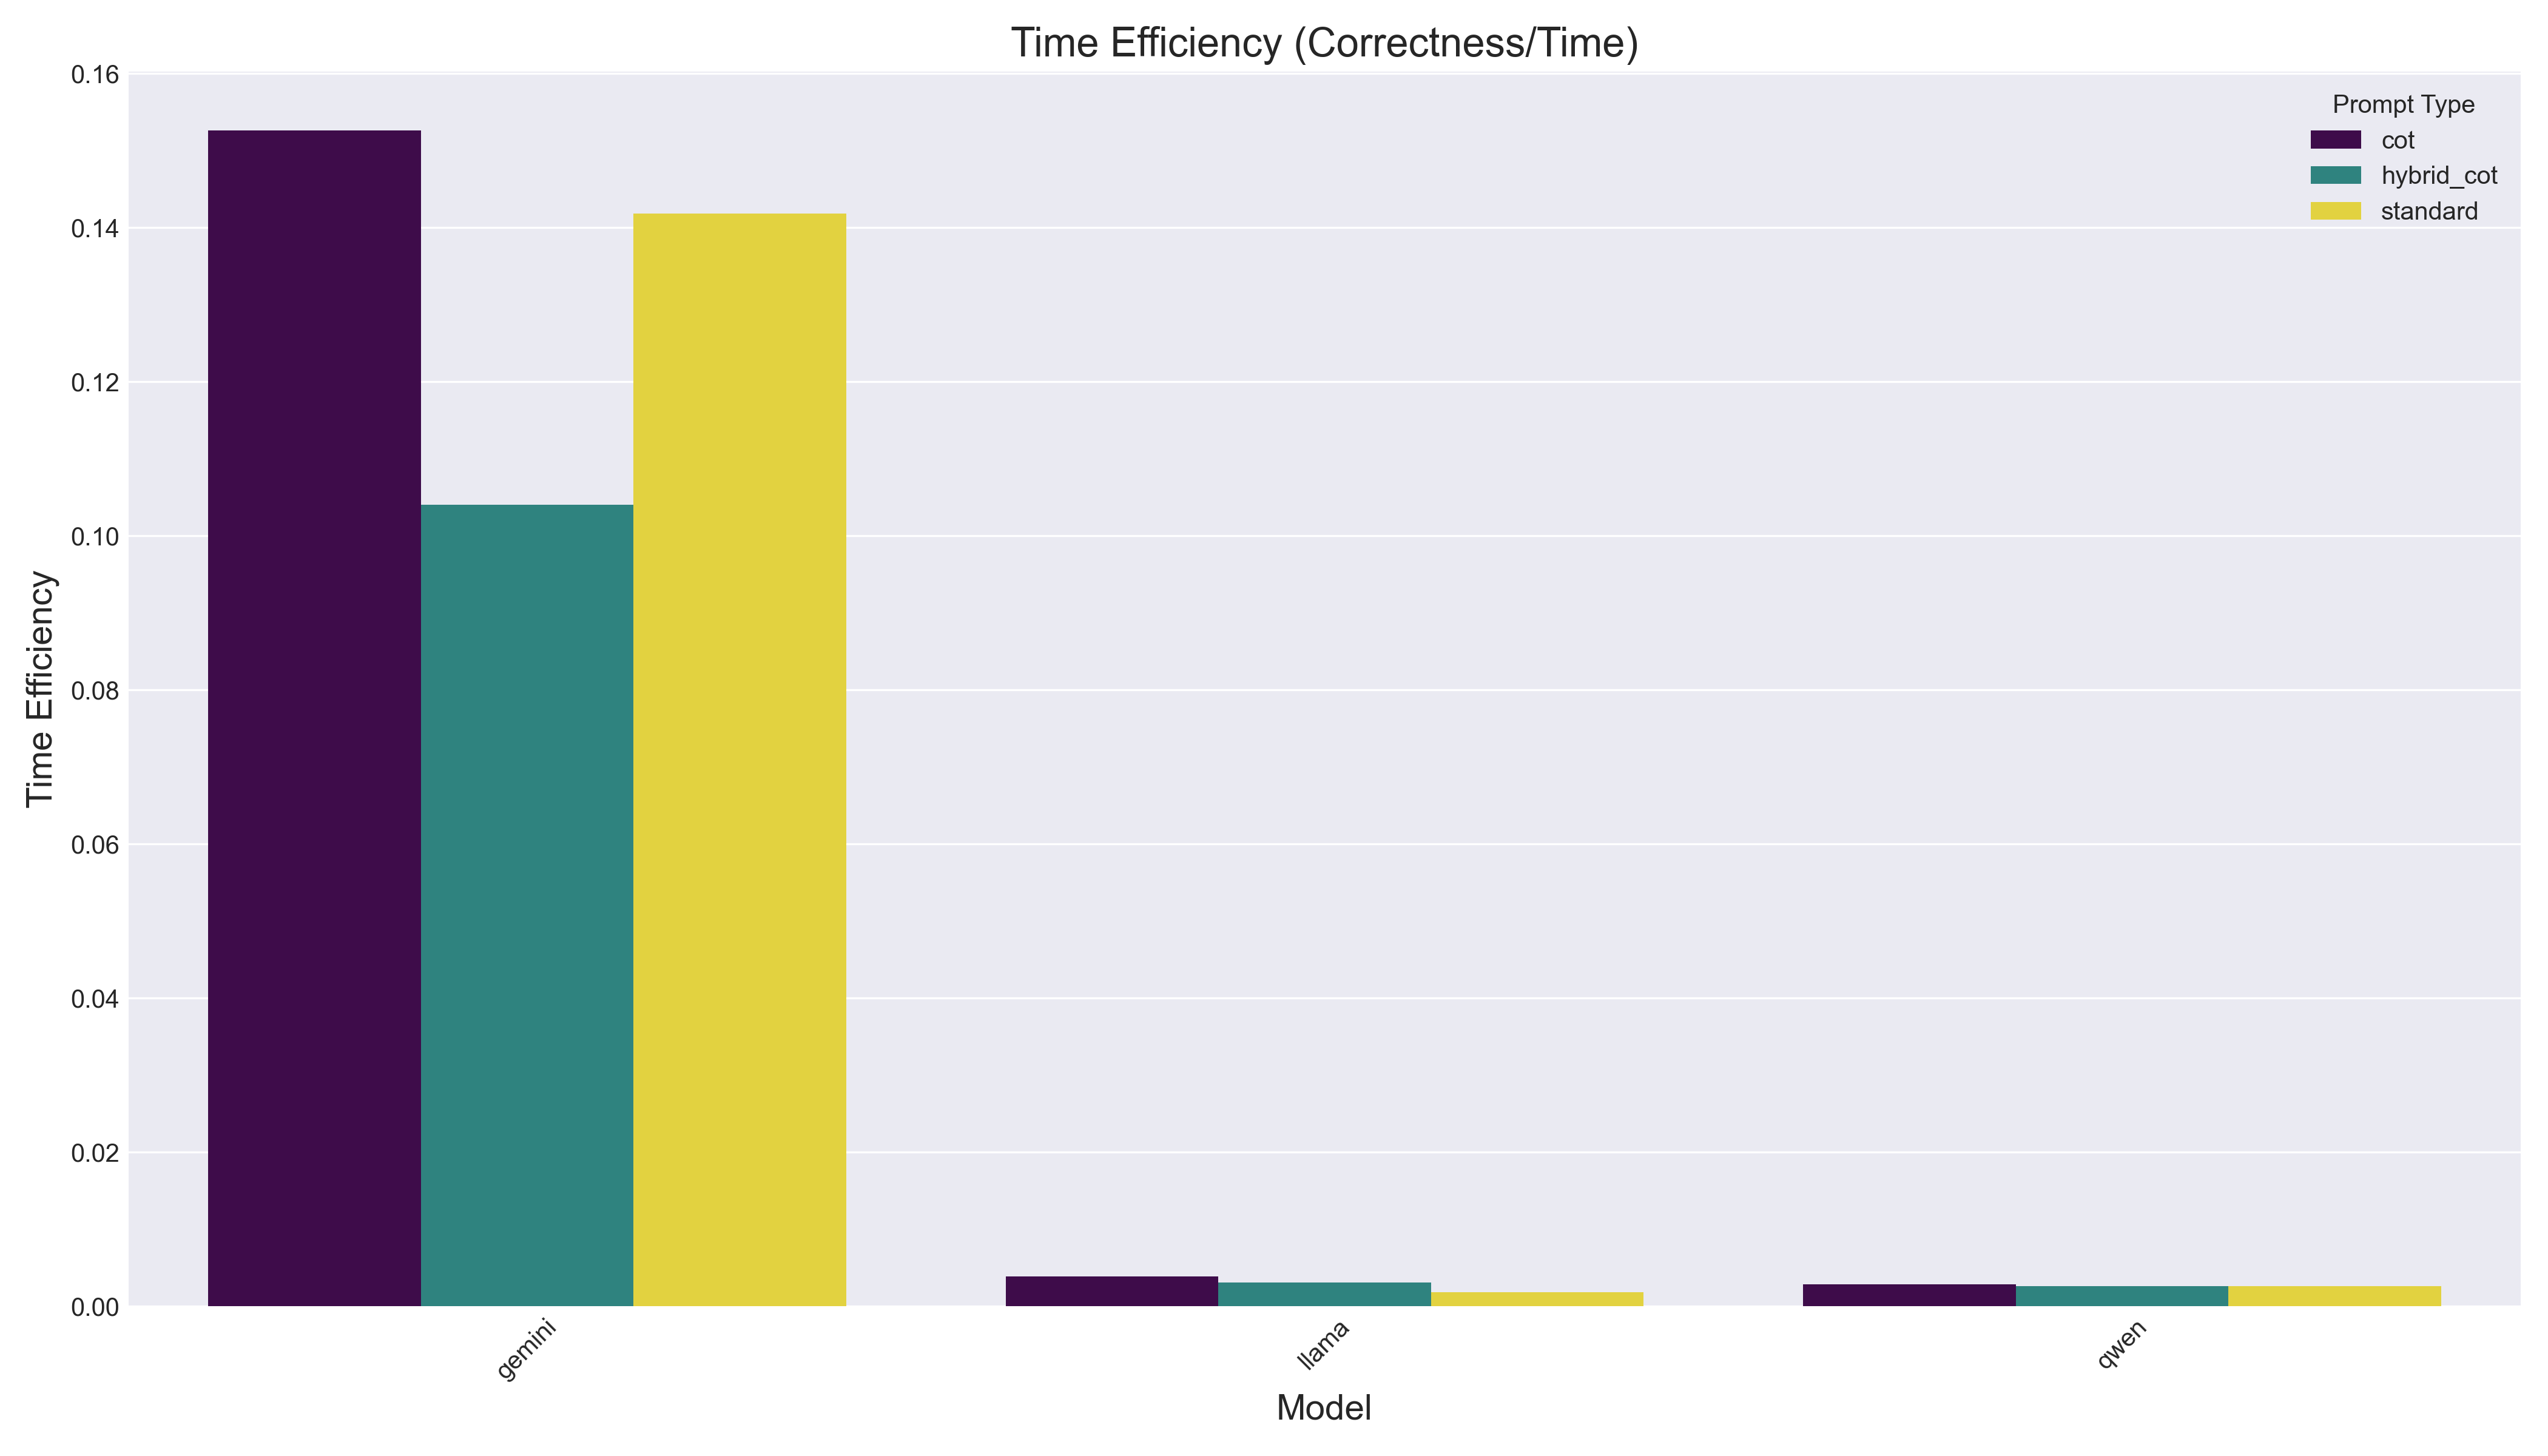 Time Efficiency (Correctness/Time)
0.16
0.14
0.12
0.10
0.08
0.06
0.04
0.02
0.00
Time Efficiency
Prompt Type
cot
hybrid_cot
standard
gemini
llama
qwen
Model